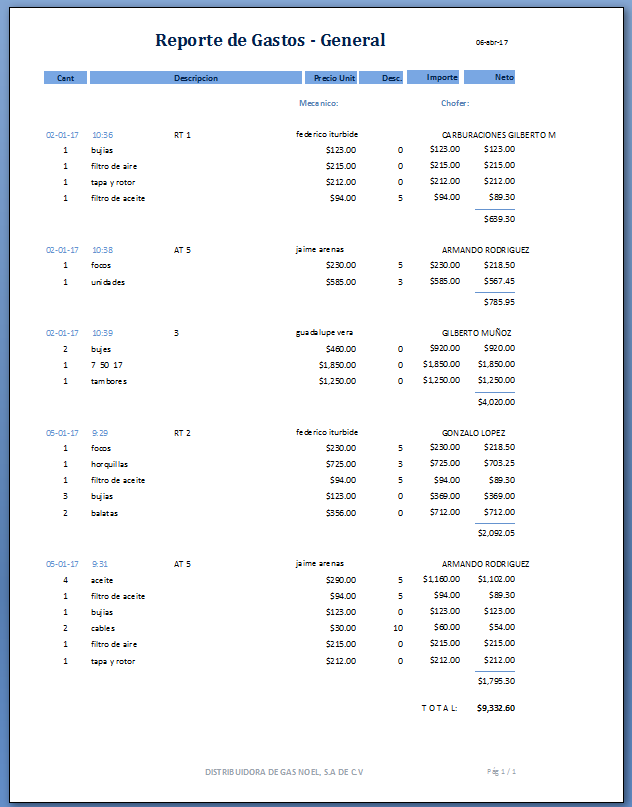 Reporte de Gastos - General
06-abr-17
Cant Descripcion Precio Unit Desc. Importe Neto
Mecanico: Chofer:
02-01-17 10:36 RT 1 federico iturbide CARBURACIONES GILBERTO M
1 bujias $123.00 0 $123.00 $123.00
1 filtro de aire $215.00 0 $215.00 $215.00
1 tapa y rotor $212.00 0 $212.00 $212.00
1 filtro de aceite $94.00 5 $94.00 $89.30
$639.30
02-01-17 10:38 AT 5 jaime arenas ARMANDO RODRIGUEZ
1 focos $230.00 5 $230.00 $218.50
1 unidades $585.00 3 $585.00 $567.45
$785.95
02-01-17 10:39 3 guadalupe vera GILBERTO MUÑOZ
2 bujes $460.00 0 $920.00 $920.00
1 7 50 17 $1,850.00 0 $1,850.00 $1,850.00
1 tambores $1,250.00 0 $1,250.00 $1,250.00
$4,020.00
05-01-17 9:29 RT 2 federico iturbide GONZALO LOPEZ
1 focos $230.00 5 $230.00 $218.50
1 horquillas $725.00 3 $725.00 $703.25
1 filtro de aceite $94.00 5 $94.00 $89.30
3 bujias $123.00 0 $369.00 $369.00
2 balatas $356.00 0 $712.00 $712.00
$2,092.05
05-01-17 9:31 AT 5 jaime arenas ARMANDO RODRIGUEZ
4 aceite $290.00 5 $1,160.00 $1,102.00
1 filtro de aceite $94.00 5 $94.00 $89.30
1 bujias $123.00 0 $123.00 $123.00
2 cables $30.00 10 $60.00 $54.00
1 filtro de aire $215.00 0 $215.00 $215.00
1 tapa y rotor $212.00 0 $212.00 $212.00
$1,795.30
T O T A L: $9,332.60
DISTRIBUIDORA DE GAS NOEL, S.A DE C.V Pág 1 / 1